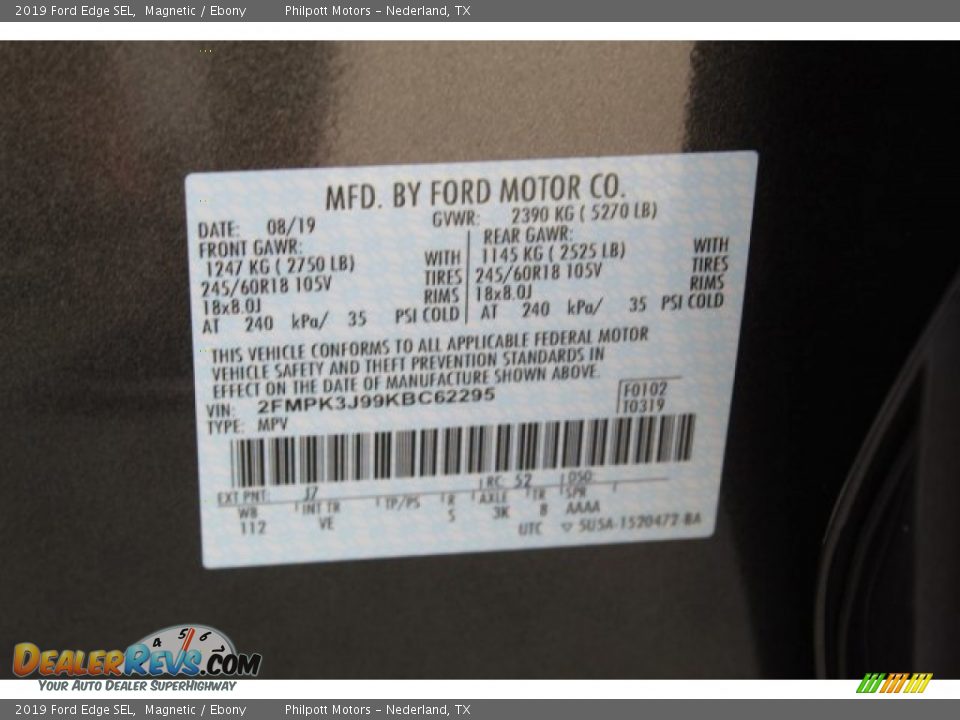 2019 Ford Edge SEL, Magnetic / Ebony Philpott Motors - Nederland, TX
MFD. BY FORD MOTOR CO.
DATE: 08/19 GVWR: 2390 KG ( 5270 LB)
FRONT GAWR: REAR GAWR:
1247 KG ( 2750 LB) WITH 1145 KG ( 2525 LB) WITH
245/60R18 105V TIRES 245/60R18 105V TIRES
18x8.0J RIMS 18x8.0J RIMS
AT 240 kPa/ 35 PSI COLD AT 240 kPa/ 35 PSI COLD
THIS VEHICLE CONFORMS TO ALL APPLICABLE FEDERAL MOTOR
VEHICLE SAFETY AND THEFT PREVENTION STANDARDS IN
EFFECT ON THE DATE OF MANUFACTURE SHOWN ABOVE.
VIN: 2FMPK3J99KBC62295 F0102
TYPE: MPV T0319
EXT PNT: J7 RC: 52 DSO:
WB INT TR TP/PS R AXLE TR SPR
112 VE S 3K 8 AAAA
UTC ▽ 5U5A-1520472-BA
4 5 6
DEALERREVS.COM
YOUR AUTO DEALER SUPERHIGHWAY
2019 Ford Edge SEL, Magnetic / Ebony Philpott Motors - Nederland, TX